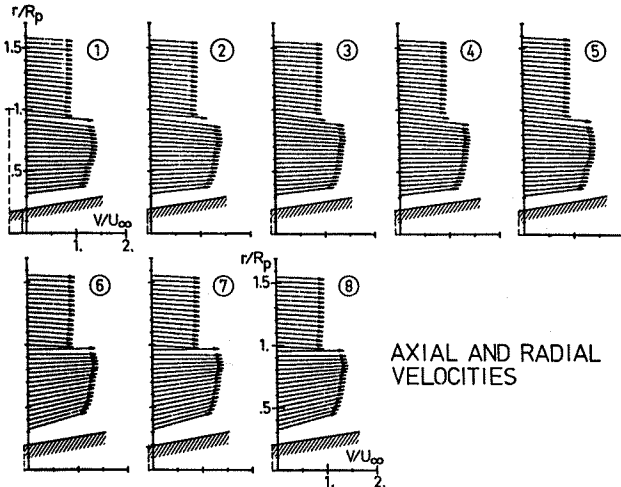 r/Rp
1.5
1.
.5
① ② ③ ④ ⑤
V/U∞
1. 2.
r/Rp
⑥ ⑦ ⑧
1.5
1.
.5
AXIAL AND RADIAL
VELOCITIES
V/U∞
1. 2.